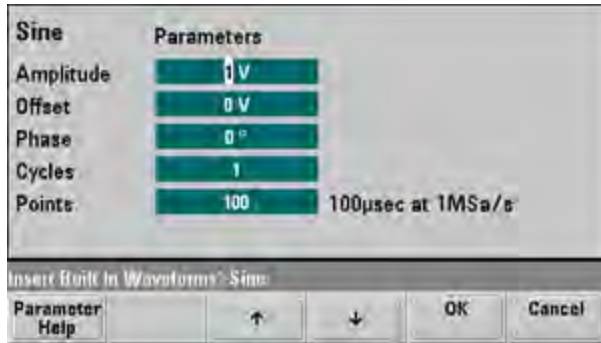 Sine Parameters
Amplitude 1 V
Offset 0 V
Phase 0 °
Cycles 1
Points 100 100µsec at 1MSa/s
Insert Built In Waveforms: Sine
Parameter Help ↑ ↓ OK Cancel